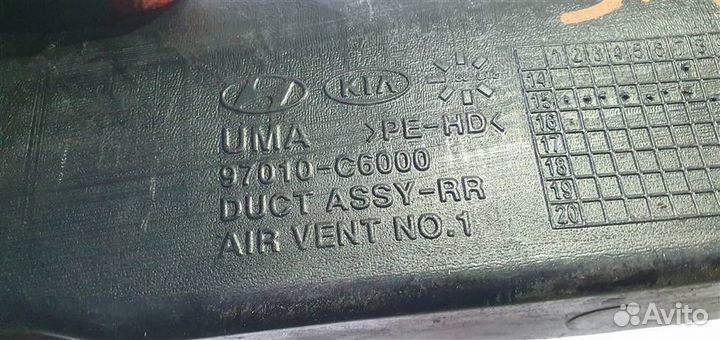 KIA
UMA >PE-HD<
97010-C6000
DUCT ASSY-RR
AIR VENT NO.1
1 2 3 4 5 6 7 8
14
15
16
17
18
19
20
Avito